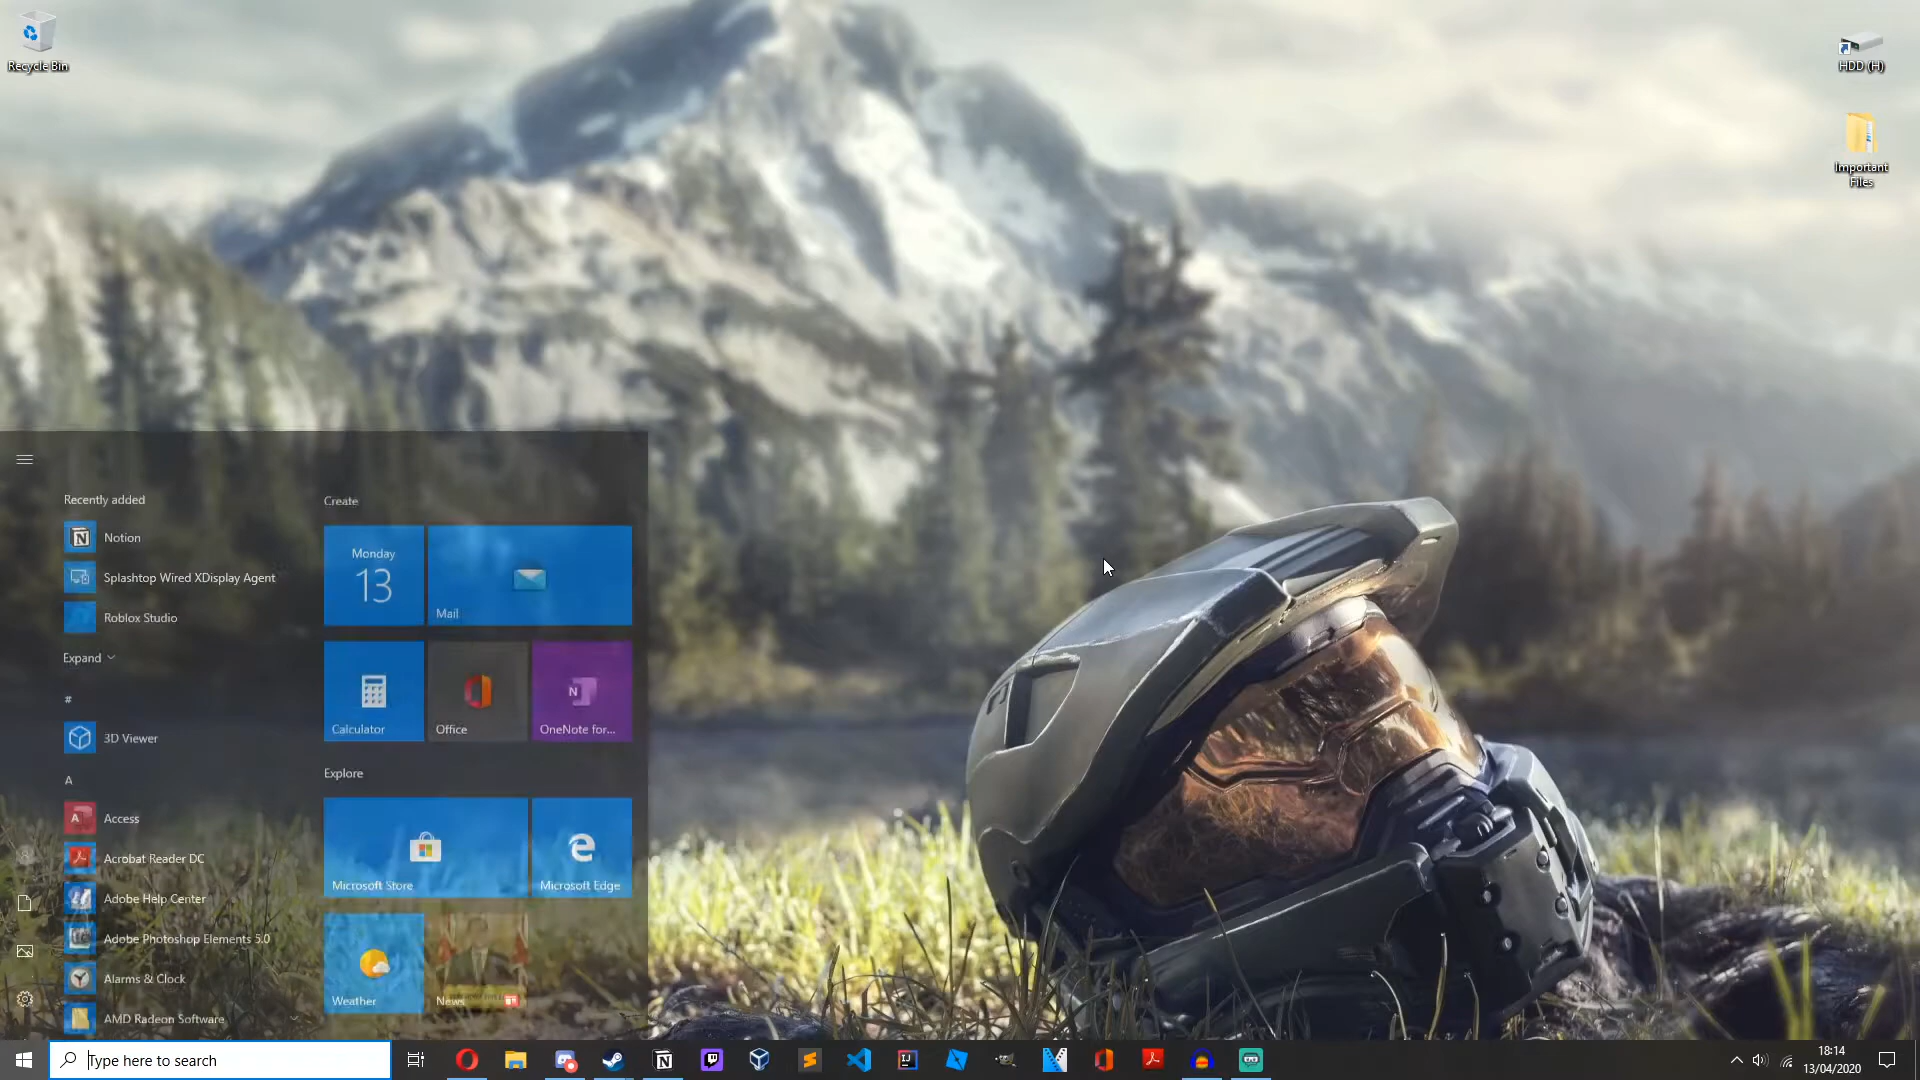 Recycle Bin
HDD (H)
Important
Files
Recently added
Notion
Splashtop Wired XDisplay Agent
Roblox Studio
Expand
#
3D Viewer
A
Access
Acrobat Reader DC
Adobe Help Center
Adobe Photoshop Elements 5.0
Alarms & Clock
AMD Radeon Software
Create
Monday
13
Mail
Calculator
Office
OneNote for...
Explore
Microsoft Store
Microsoft Edge
Weather
News
Type here to search
18:14
13/04/2020